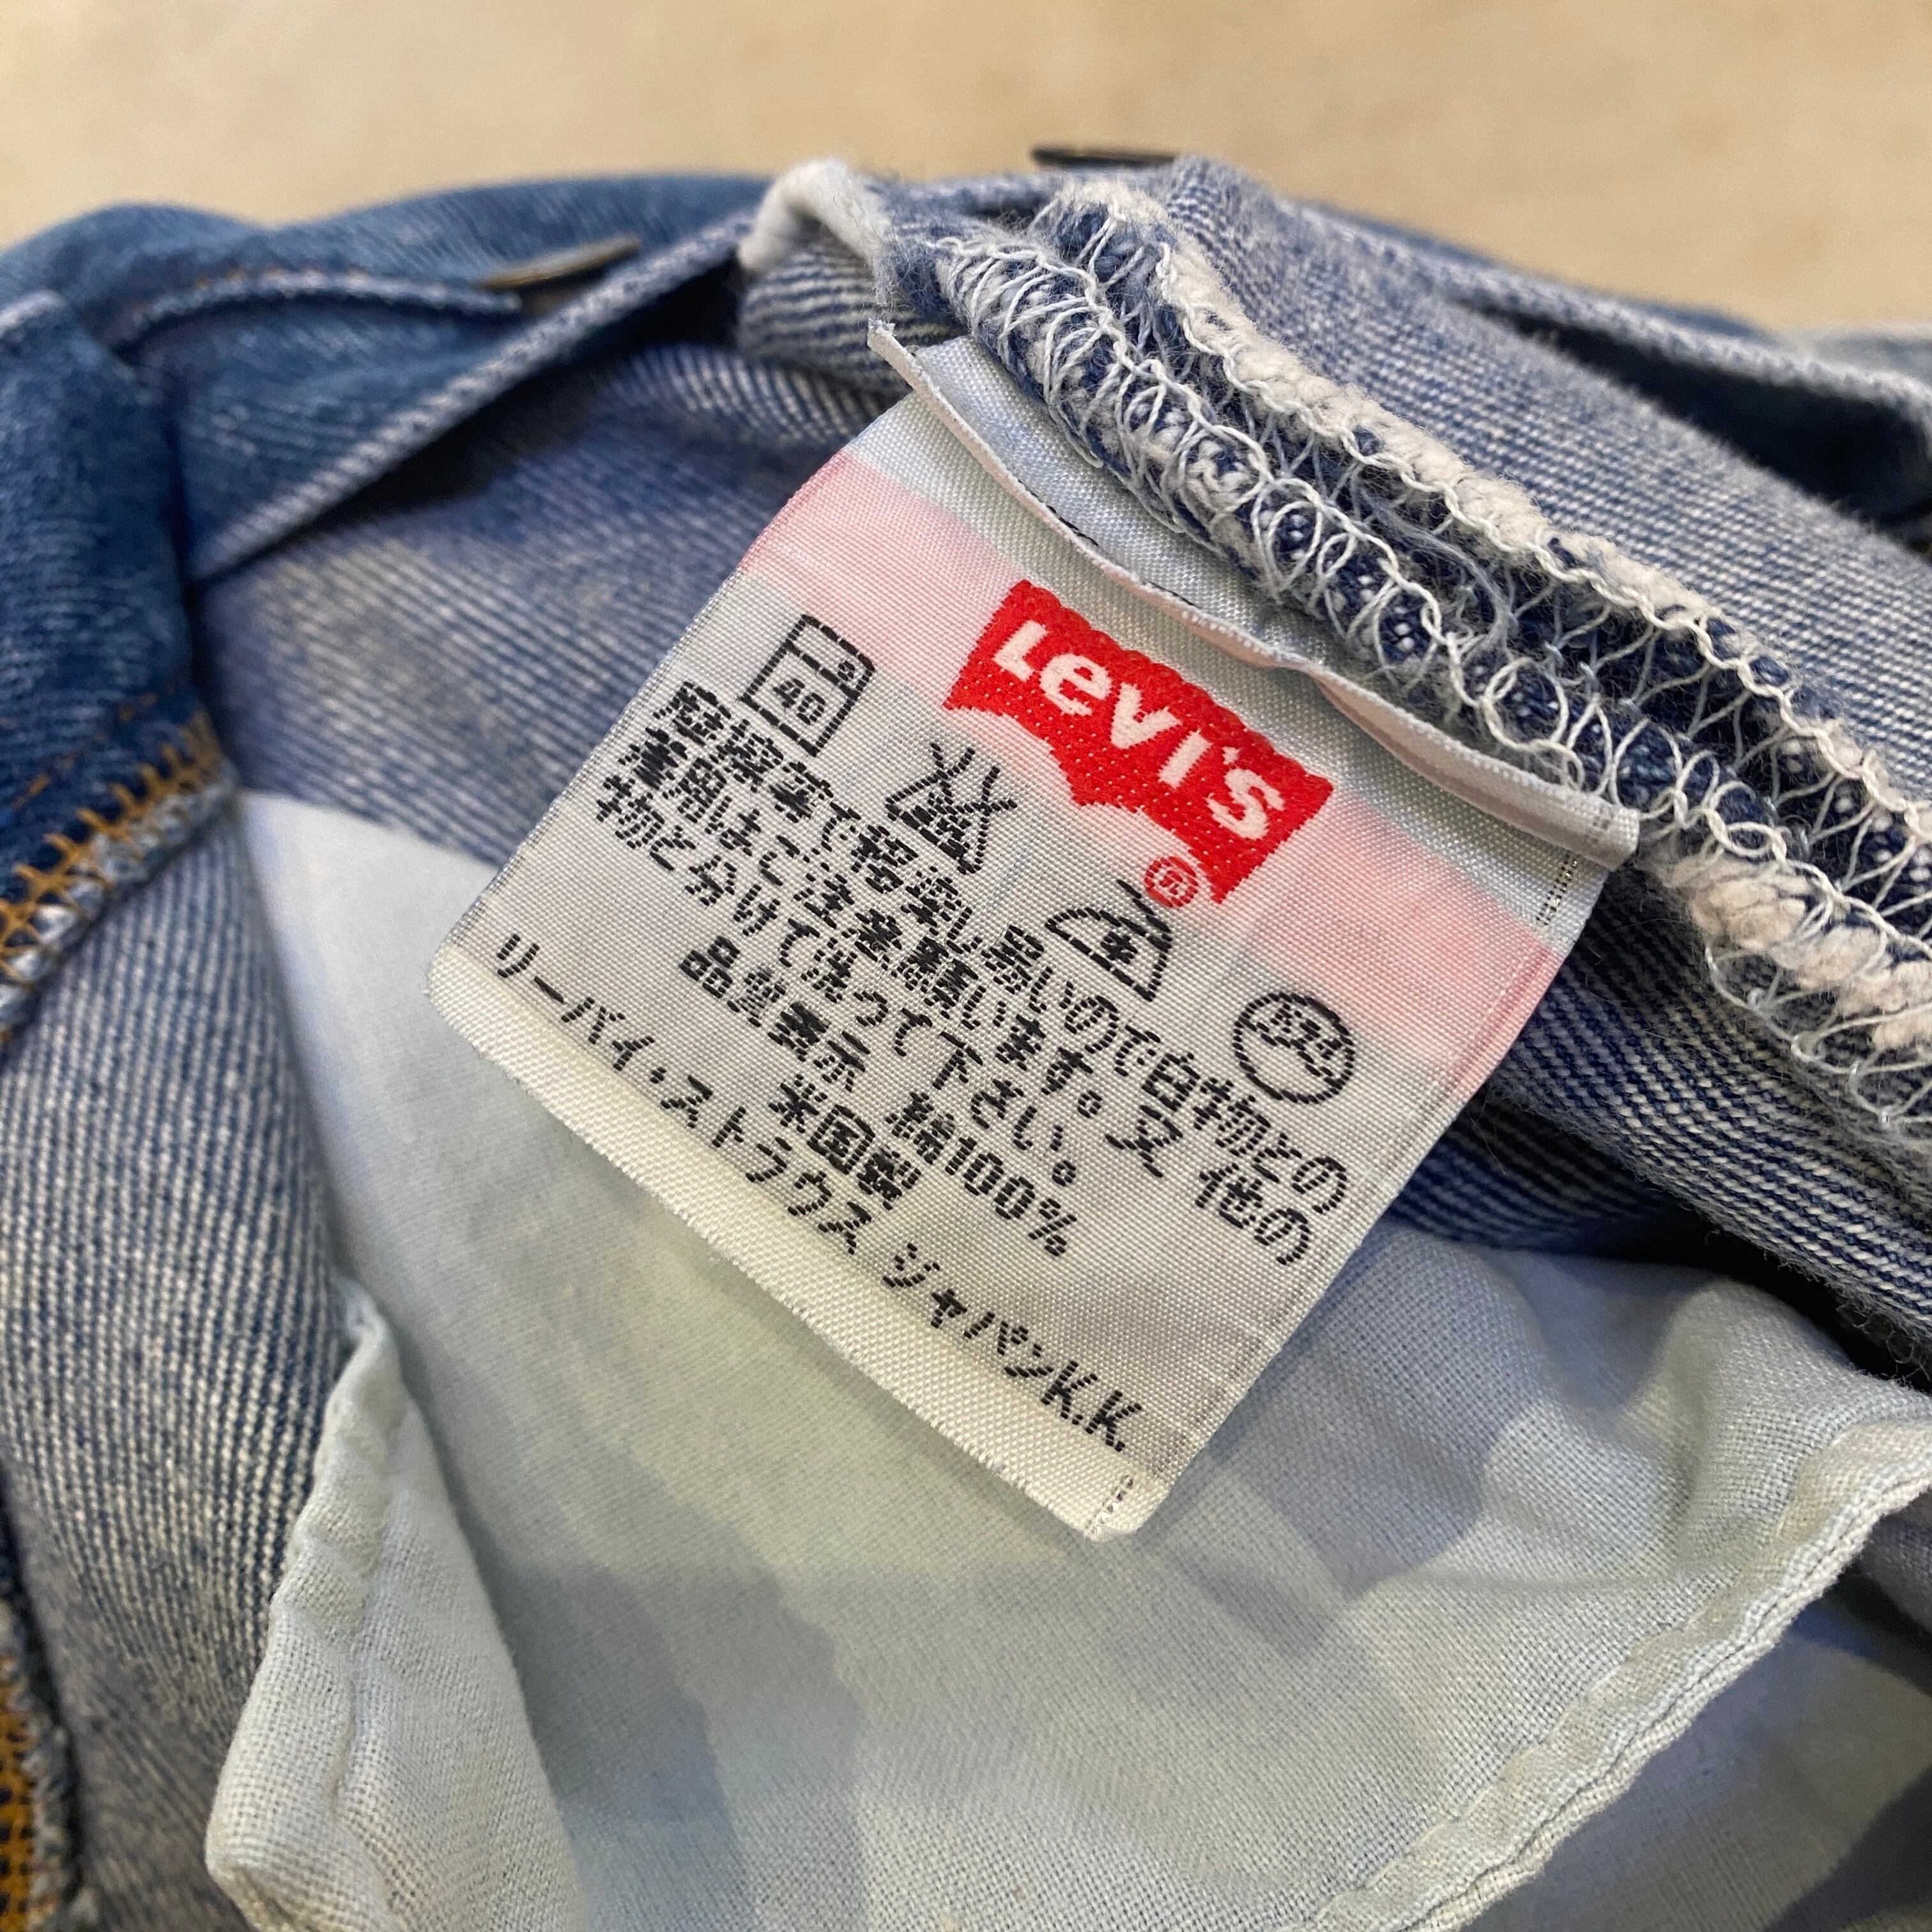 Levi's
®
40
摩擦等で移染し易いので白物との
着用はご注意願います。又 他の
物と分けて洗って下さい。
品質表示 綿100%
米国製
リーバイ・ストラウス ジャパンK.K.